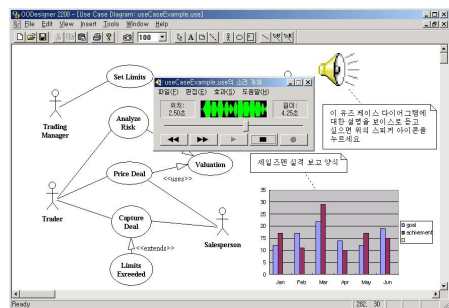 OODesigner 2200 - [Use Case Diagram: useCaseExample.use]
File Edit View Insert Tools Window Help
100
Set Limits
Trading
Manager
Analyze
Risk
Price Deal
Valuation
<<uses>>
Trader
Capture
Deal
Salesperson
<<extends>>
Limits
Exceeded
useCaseExample.use의 소리 개체
파일(F) 편집(E) 효과(S) 도움말(H)
위치:
2.50초
길이:
4.25초
이 유즈 케이스 다이어그램에
대한 설명을 보이스로 듣고
싶으면 위의 스피커 아이콘을
누르세요
세일즈맨 실적 보고 양식
35
30
25
20
15
10
5
0
Jan Feb Mar Apr May Jun
goal
achievement
Ready
282, 30